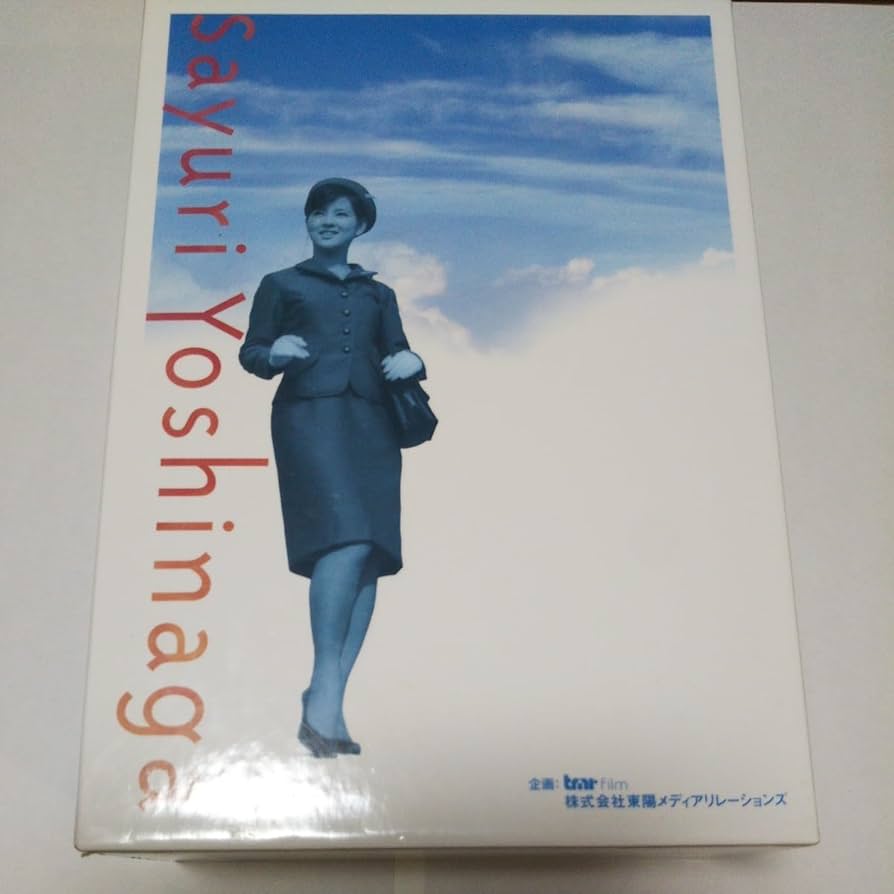 Sayuri Yoshinaga
企画: tmr Film
株式会社東陽メディアリレーションズ